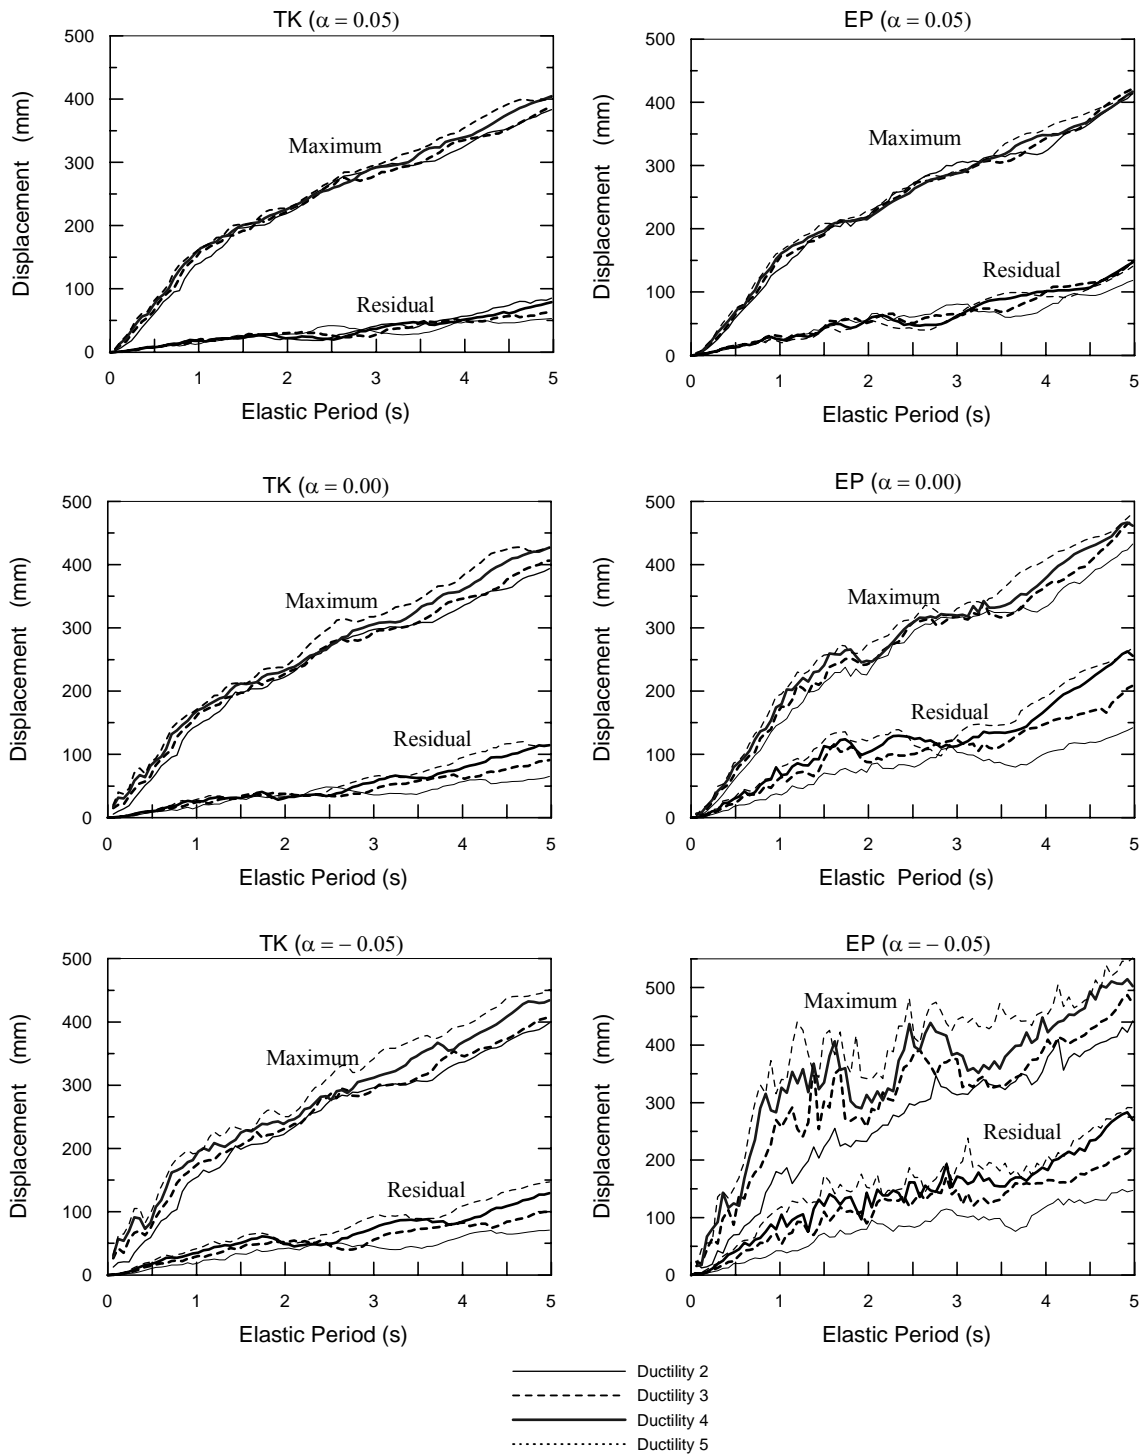 TK (α = 0.05)
500
400
300
200
100
0
Displacement (mm)
Maximum
Residual
0 1 2 3 4 5
Elastic Period (s)
EP (α = 0.05)
500
400
300
200
100
0
Displacement (mm)
Maximum
Residual
0 1 2 3 4 5
Elastic Period (s)
TK (α = 0.00)
500
400
300
200
100
0
Displacement (mm)
Maximum
Residual
0 1 2 3 4 5
Elastic Period (s)
EP (α = 0.00)
500
400
300
200
100
0
Displacement (mm)
Maximum
Residual
0 1 2 3 4 5
Elastic Period (s)
TK (α = − 0.05)
500
400
300
200
100
0
Displacement (mm)
Maximum
Residual
0 1 2 3 4 5
Elastic Period (s)
EP (α = − 0.05)
500
400
300
200
100
0
Displacement (mm)
Maximum
Residual
0 1 2 3 4 5
Elastic Period (s)
Ductility 2
Ductility 3
Ductility 4
Ductility 5